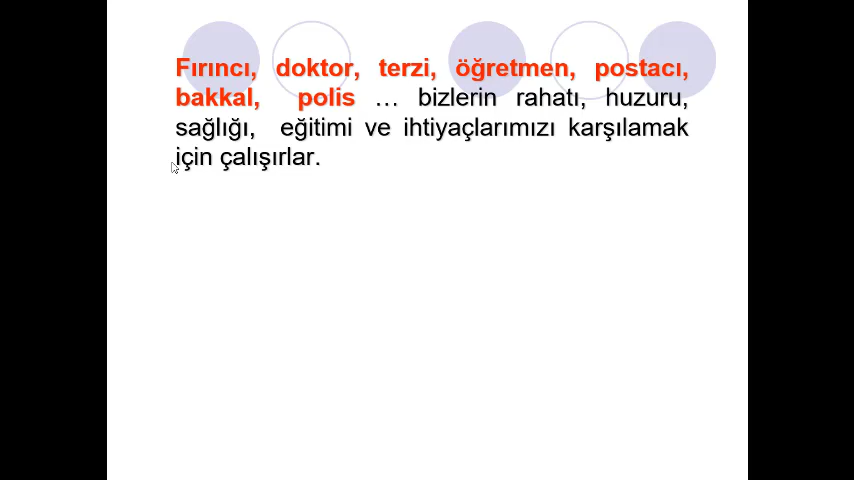 Fırıncı, doktor, terzi, öğretmen, postacı,
bakkal, polis … bizlerin rahatı, huzuru,
sağlığı, eğitimi ve ihtiyaçlarımızı karşılamak
için çalışırlar.